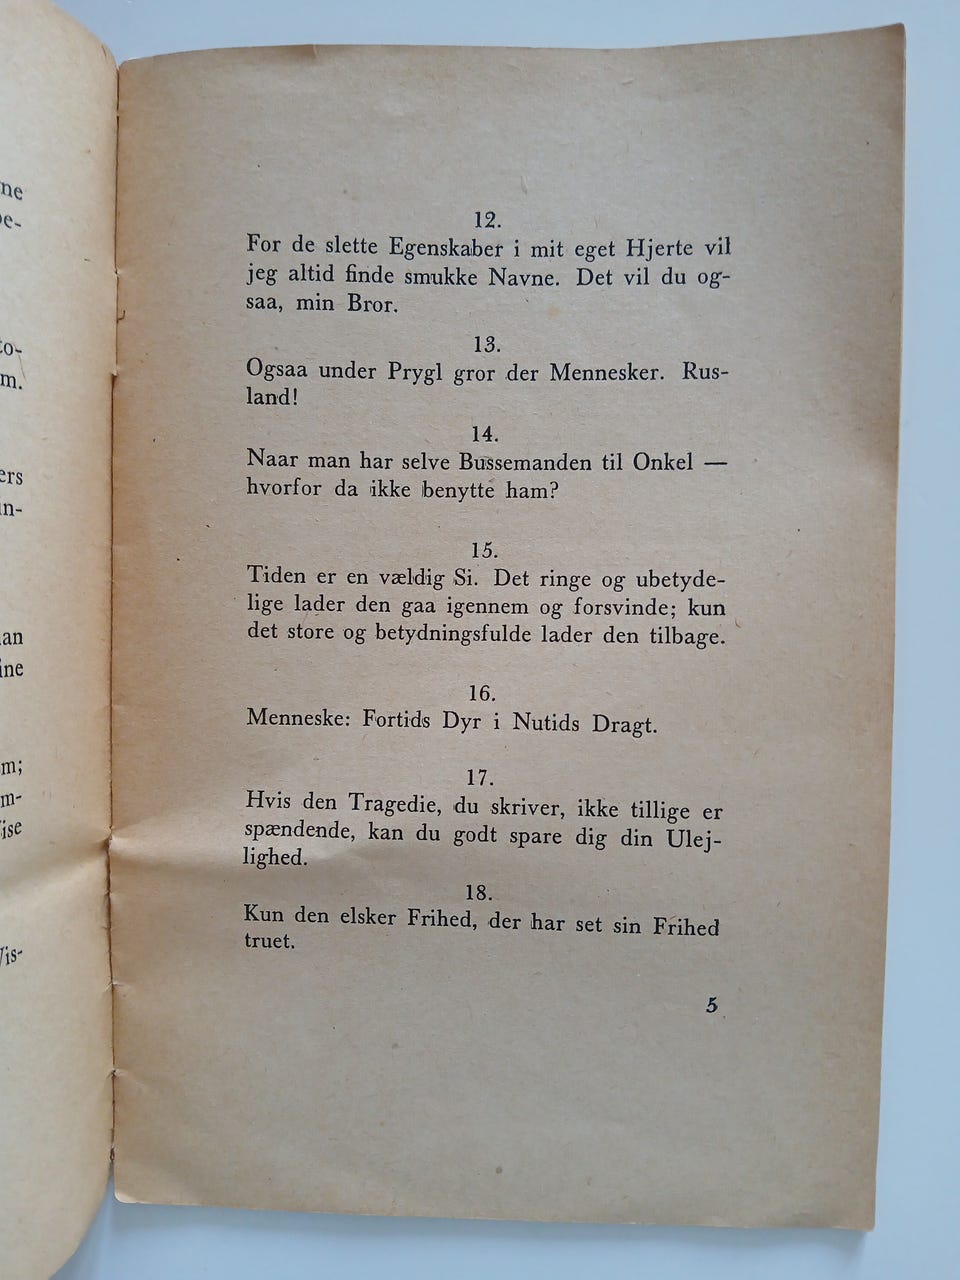 12.
For de slette Egenskaber i mit eget Hjerte vil
jeg altid finde smukke Navne. Det vil du og-
saa, min Bror.
13.
Ogsaa under Prygl gror der Mennesker. Rus-
land!
14.
Naar man har selve Bussemanden til Onkel —
hvorfor da ikke benytte ham?
15.
Tiden er en vældig Si. Det ringe og ubetyde-
lige lader den gaa igennem og forsvinde; kun
det store og betydningsfulde lader den tilbage.
16.
Menneske: Fortids Dyr i Nutids Dragt.
17.
Hvis den Tragedie, du skriver, ikke tillige er
spændende, kan du godt spare dig din Ulej-
lighed.
18.
Kun den elsker Frihed, der har set sin Frihed
truet.
5